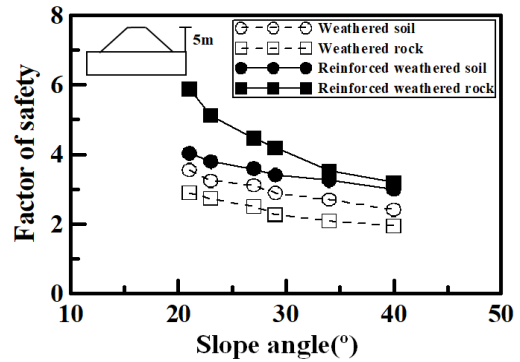 8
6
4
2
0
10
20
30
40
50
Factor of safety
Slope angle(º)
5m
Weathered soil
Weathered rock
Reinforced weathered soil
Reinforced weathered rock